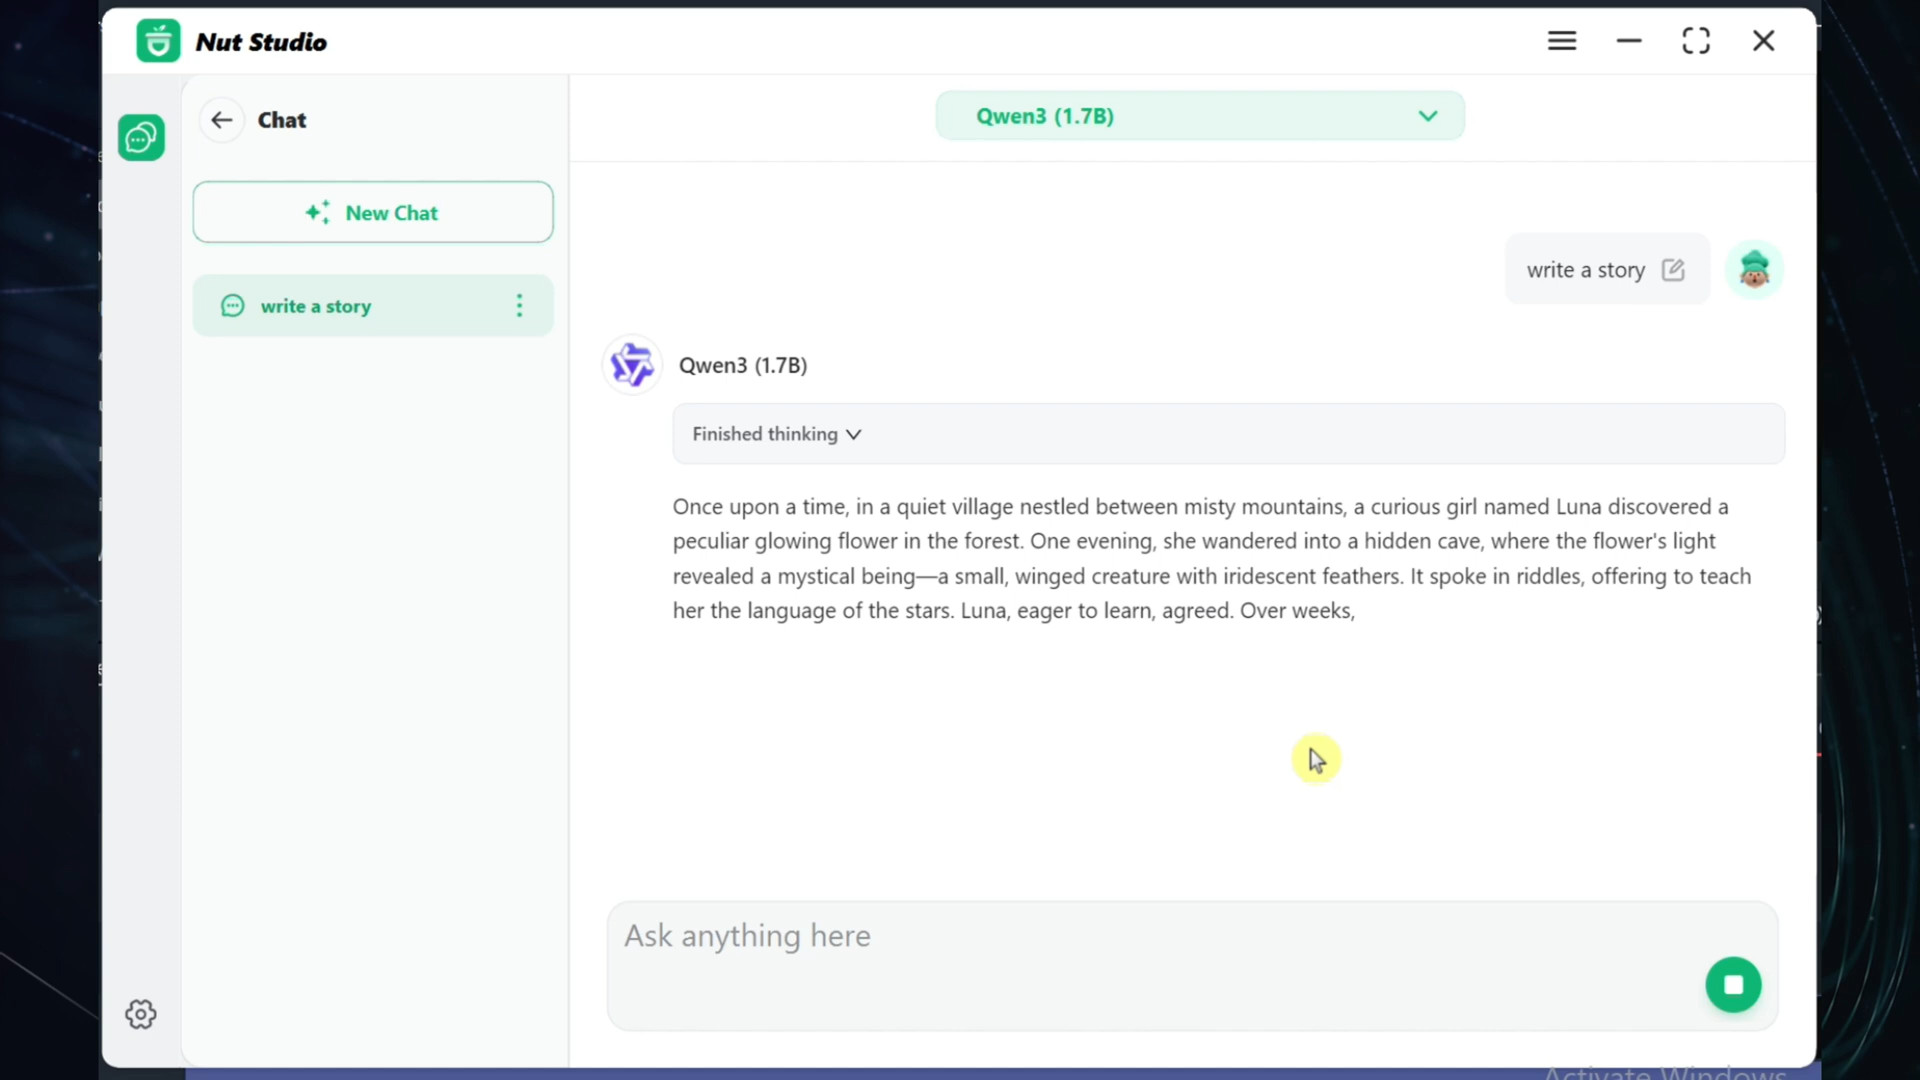 Nut Studio
Chat
Qwen3 (1.7B)
New Chat
write a story
write a story
Qwen3 (1.7B)
Finished thinking
Once upon a time, in a quiet village nestled between misty mountains, a curious girl named Luna discovered a
peculiar glowing flower in the forest. One evening, she wandered into a hidden cave, where the flower's light
revealed a mystical being—a small, winged creature with iridescent feathers. It spoke in riddles, offering to teach
her the language of the stars. Luna, eager to learn, agreed. Over weeks,
Ask anything here
Activate Windows